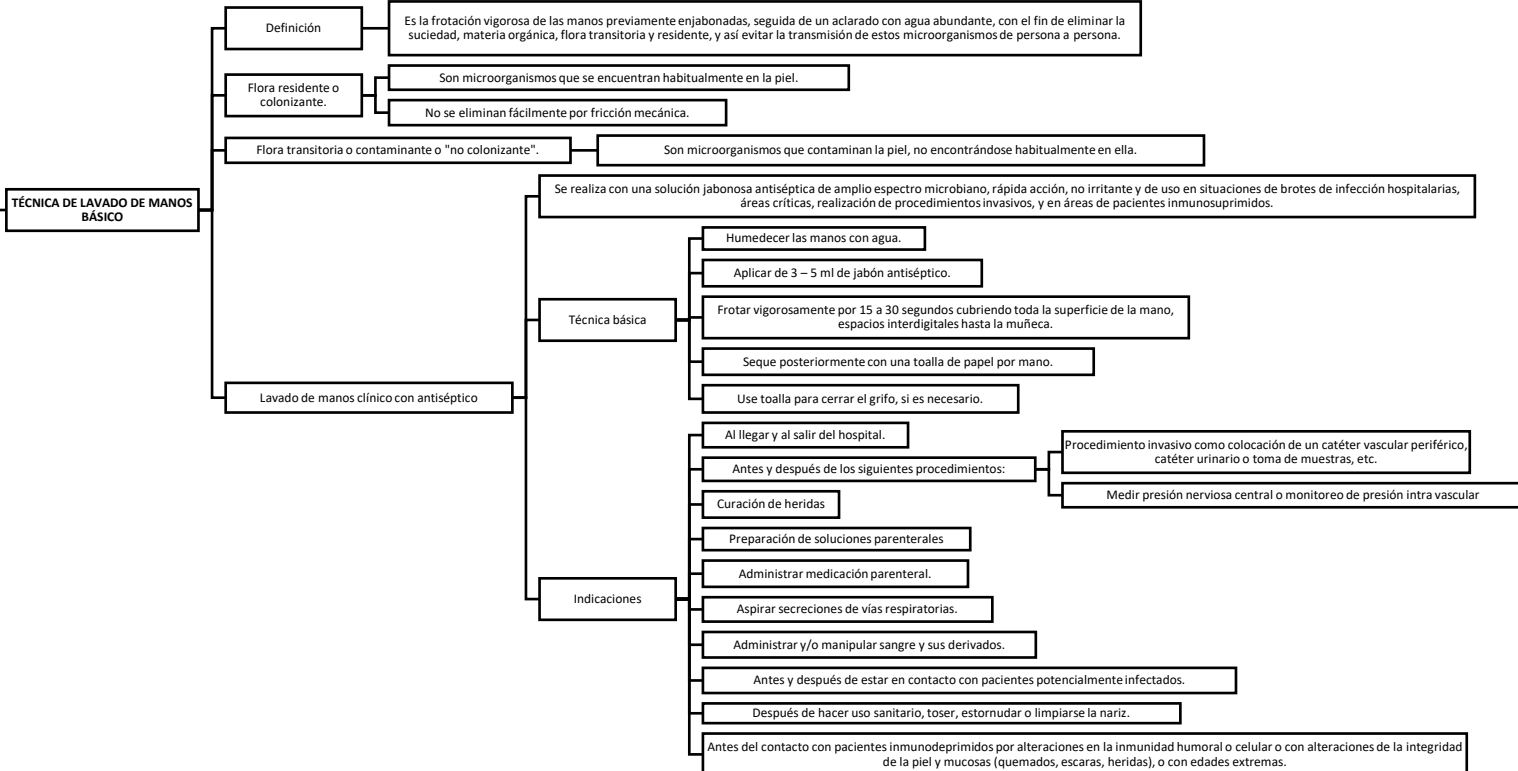 TÉCNICA DE LAVADO DE MANOS
BÁSICO
Definición
Es la frotación vigorosa de las manos previamente enjabonadas, seguida de un aclarado con agua abundante, con el fin de eliminar la
suciedad, materia orgánica, flora transitoria y residente, y así evitar la transmisión de estos microorganismos de persona a persona.
Flora residente o
colonizante.
Son microorganismos que se encuentran habitualmente en la piel.
No se eliminan fácilmente por fricción mecánica.
Flora transitoria o contaminante o "no colonizante".
Son microorganismos que contaminan la piel, no encontrándose habitualmente en ella.
Lavado de manos clínico con antiséptico
Se realiza con una solución jabonosa antiséptica de amplio espectro microbiano, rápida acción, no irritante y de uso en situaciones de brotes de infección hospitalarias,
áreas críticas, realización de procedimientos invasivos, y en áreas de pacientes inmunosuprimidos.
Técnica básica
Humedecer las manos con agua.
Aplicar de 3 – 5 ml de jabón antiséptico.
Frotar vigorosamente por 15 a 30 segundos cubriendo toda la superficie de la mano,
espacios interdigitales hasta la muñeca.
Seque posteriormente con una toalla de papel por mano.
Use toalla para cerrar el grifo, si es necesario.
Indicaciones
Al llegar y al salir del hospital.
Antes y después de los siguientes procedimientos:
Procedimiento invasivo como colocación de un catéter vascular periférico,
catéter urinario o toma de muestras, etc.
Medir presión nerviosa central o monitoreo de presión intra vascular
Curación de heridas
Preparación de soluciones parenterales
Administrar medicación parenteral.
Aspirar secreciones de vías respiratorias.
Administrar y/o manipular sangre y sus derivados.
Antes y después de estar en contacto con pacientes potencialmente infectados.
Después de hacer uso sanitario, toser, estornudar o limpiarse la nariz.
Antes del contacto con pacientes inmunodeprimidos por alteraciones en la inmunidad humoral o celular o con alteraciones de la integridad
de la piel y mucosas (quemados, escaras, heridas), o con edades extremas.